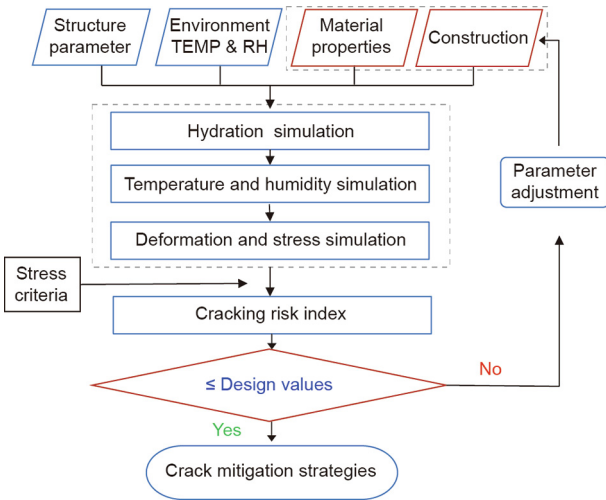 Structure
parameter
Environment
TEMP & RH
Material
properties
Construction
Hydration simulation
Temperature and humidity simulation
Deformation and stress simulation
Parameter
adjustment
Stress
criteria
Cracking risk index
≤ Design values
No
Yes
Crack mitigation strategies